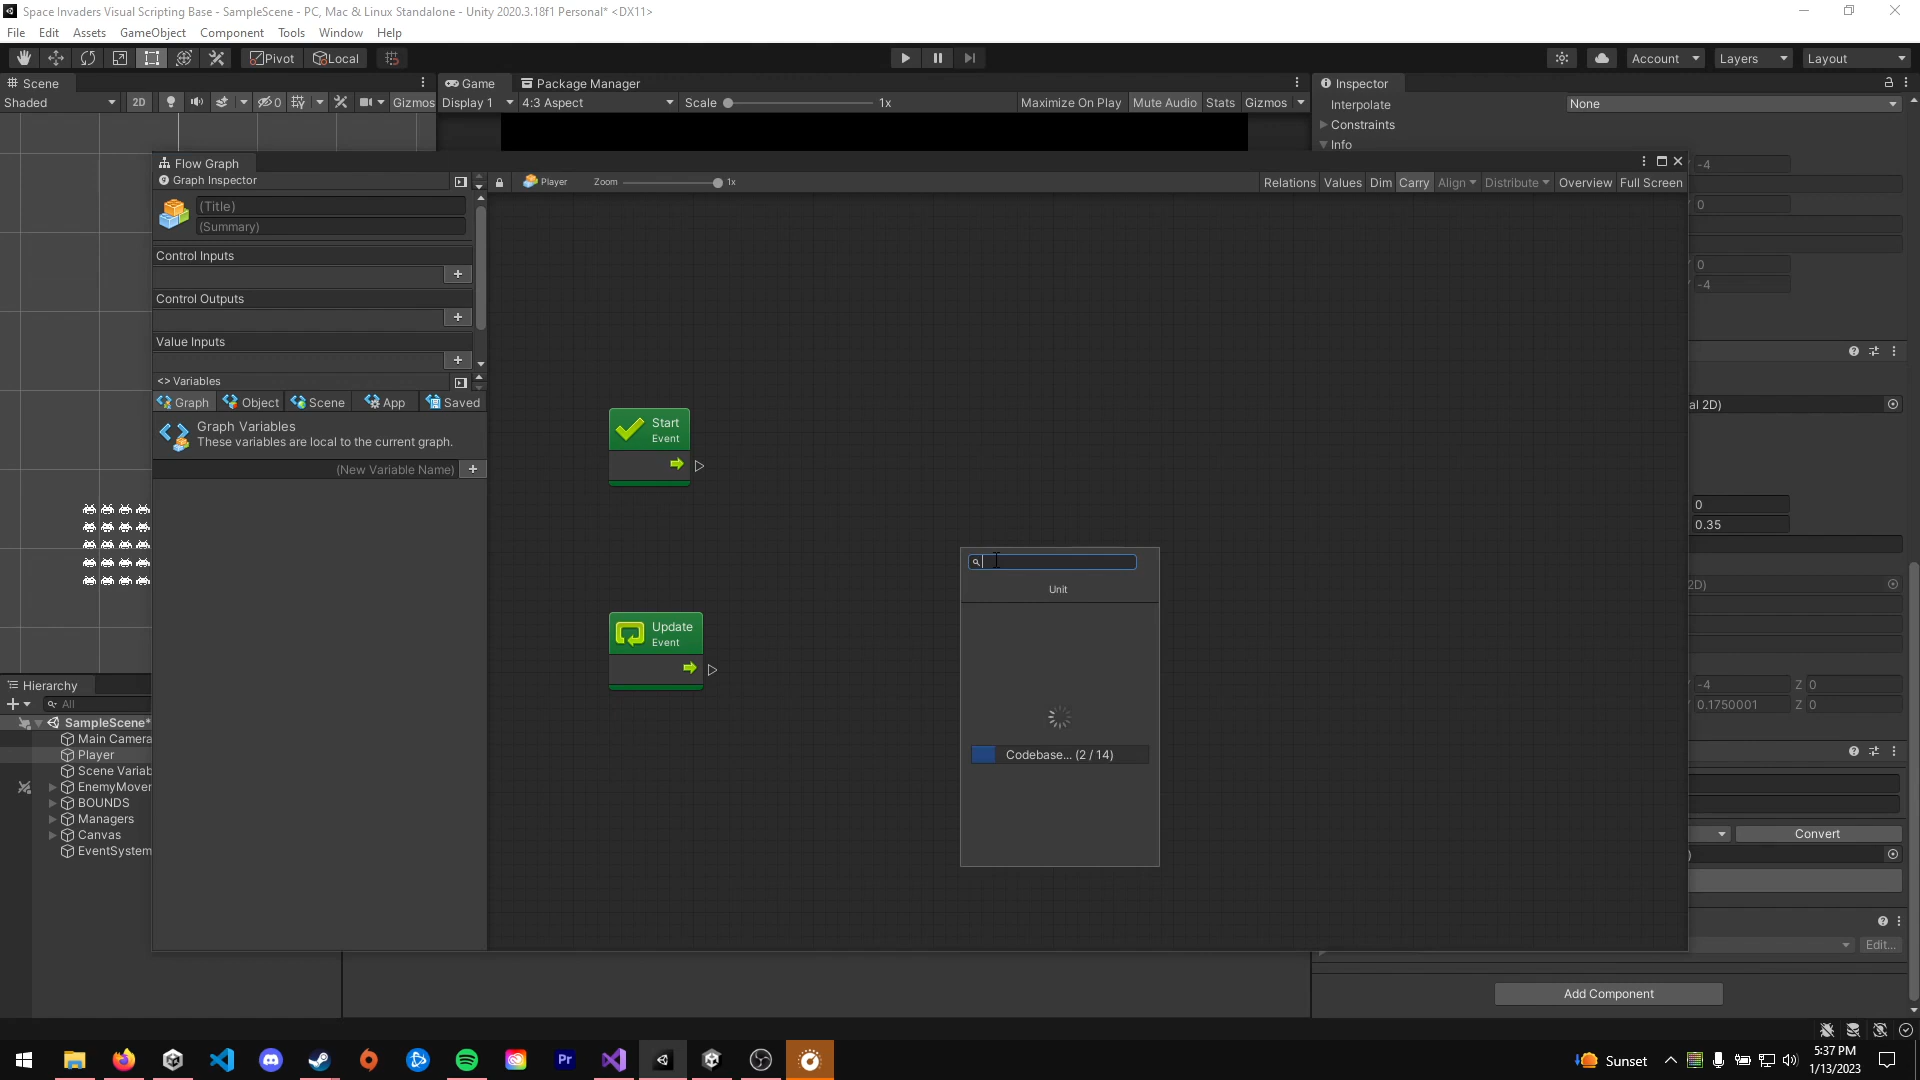 Space Invaders Visual Scripting Base - SampleScene - PC, Mac & Linux Standalone - Unity 2020.3.18f1 Personal* <DX11>
File Edit Assets GameObject Component Tools Jobs Window Help
Pivot Local Account Layers Layout
Scene
Game Package Manager
Inspector
Shaded 2D 0 Gizmos
Display 1 4:3 Aspect Scale 1x Maximize On Play Mute Audio Stats Gizmos
Interpolate None
Constraints
Info
-4
0
0
-4
Flow Graph
Graph Inspector
Player Zoom 1x
Relations Values Dim Carry Align Distribute Overview Full Screen
(Title)
(Summary)
Control Inputs
+
Control Outputs
+
Value Inputs
+
<> Variables
Graph Object Scene App Saved
Graph Variables
These variables are local to the current graph.
(New Variable Name) +
Start
Event
Update
Event
Unit
Codebase... (2 / 14)
al 2D)
0
0.35
2D)
-4 Z 0
0.1750001 Z 0
Convert
Edit...
Add Component
Hierarchy
All
SampleScene*
Main Camera
Player
Scene Variab
EnemyMover
BOUNDS
Managers
Canvas
EventSystem
Sunset
5:37 PM
1/13/2023